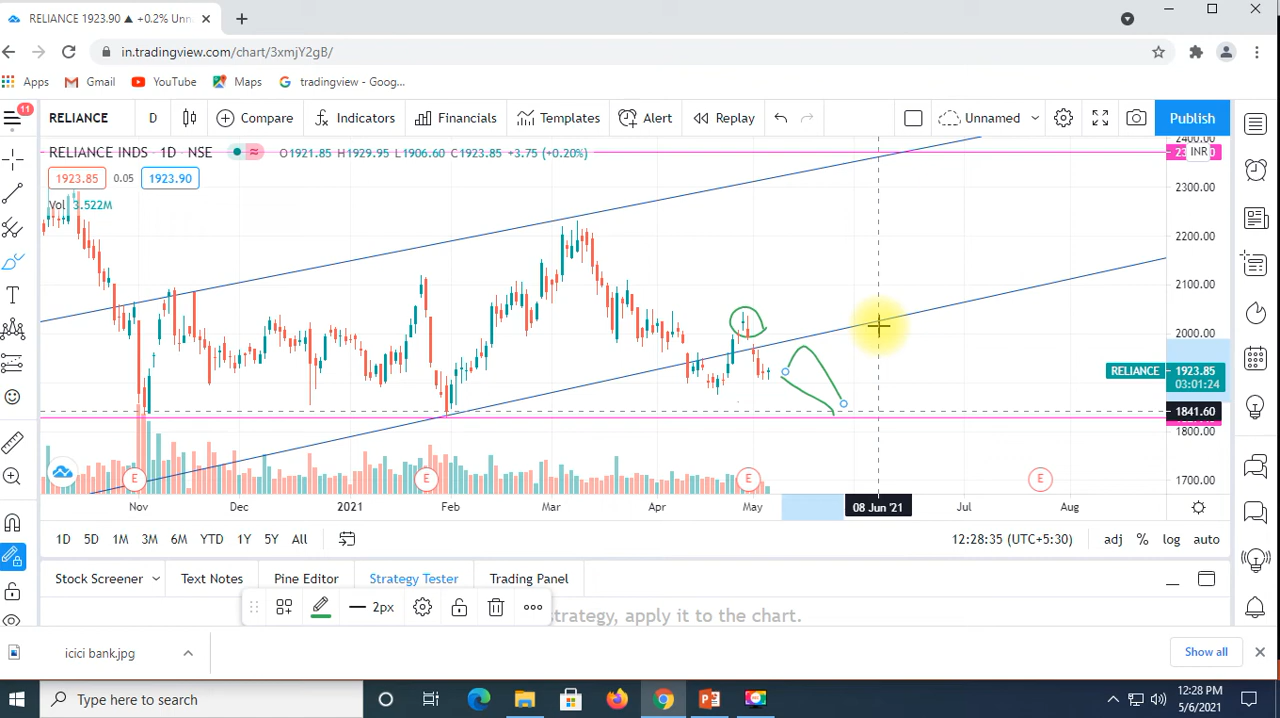 RELIANCE 1923.90 ▲ +0.2% Unn
in.tradingview.com/chart/3xmjY2gB/
Apps Gmail YouTube Maps tradingview - Goog...
11
RELIANCE D Compare Indicators Financials Templates Alert Replay Unnamed Publish
RELIANCE INDS · 1D · NSE O1921.85 H1929.95 L1906.60 C1923.85 +3.75 (+0.20%)
1923.85 0.05 1923.90
Vol 3.522M
2400.00
INR
2300.00
2200.00
2100.00
2000.00
RELIANCE 1923.85
03:01:24
1841.60
1800.00
1700.00
E E E E
Nov Dec 2021 Feb Mar Apr May 08 Jun '21 Jul Aug
1D 5D 1M 3M 6M YTD 1Y 5Y All 12:28:35 (UTC+5:30) adj % log auto
Stock Screener Text Notes Pine Editor Strategy Tester Trading Panel
2px
strategy, apply it to the chart.
icici bank.jpg Show all
Type here to search 12:28 PM
5/6/2021